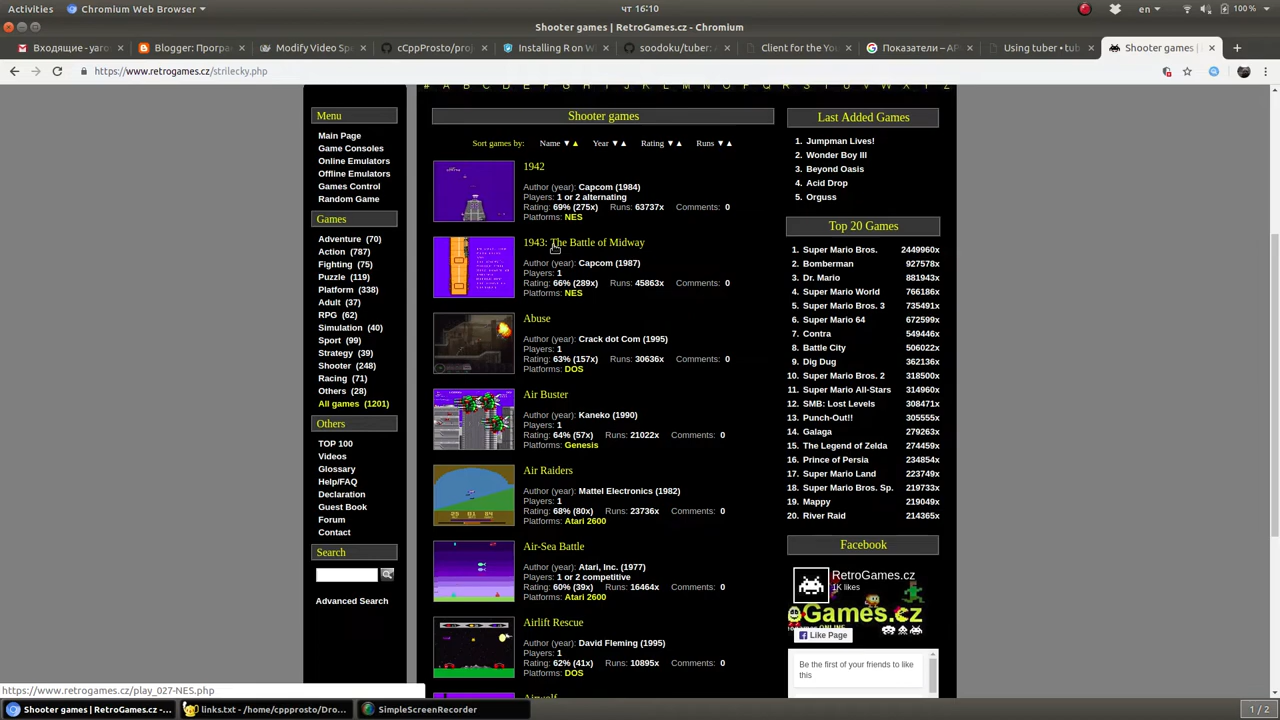 Activities
Chromium Web Browser
чт 16:10
en
100 %
Shooter games | RetroGames.cz - Chromium
Входящие - yaro
Blogger: Програ
Modify Video Sp
cCppProsto/proj
Installing R on W
soodoku/tuber:
Client for the You
Показатели – API
Using tuber • tub
Shooter games |
https://www.retrogames.cz/strilecky.php
# A B C D E F G H I J K L M N O P Q R S T U V W X Y Z
Menu
Main Page
Game Consoles
Online Emulators
Offline Emulators
Games Control
Random Game
Games
Adventure (70)
Action (787)
Fighting (75)
Puzzle (119)
Platform (338)
Adult (37)
RPG (62)
Simulation (40)
Sport (99)
Strategy (39)
Shooter (248)
Racing (71)
Others (28)
All games (1201)
Others
TOP 100
Videos
Glossary
Help/FAQ
Declaration
Guest Book
Forum
Contact
Search
Advanced Search
Shooter games
Sort games by: Name ▼▲ Year ▼▲ Rating ▼▲ Runs ▼▲
1942
Author (year): Capcom (1984)
Players: 1 or 2 alternating
Rating: 69% (275x) Runs: 63737x Comments: 0
Platforms: NES
1943: The Battle of Midway
Author (year): Capcom (1987)
Players: 1
Rating: 66% (289x) Runs: 45863x Comments: 0
Platforms: NES
Abuse
Author (year): Crack dot Com (1995)
Players: 1
Rating: 63% (157x) Runs: 30636x Comments: 0
Platforms: DOS
Air Buster
Author (year): Kaneko (1990)
Players: 1
Rating: 64% (57x) Runs: 21022x Comments: 0
Platforms: Genesis
Air Raiders
Author (year): Mattel Electronics (1982)
Players: 1
Rating: 68% (80x) Runs: 23736x Comments: 0
Platforms: Atari 2600
Air-Sea Battle
Author (year): Atari, Inc. (1977)
Players: 1 or 2 competitive
Rating: 60% (39x) Runs: 16464x Comments: 0
Platforms: Atari 2600
Airlift Rescue
Author (year): David Fleming (1995)
Players: 1
Rating: 62% (41x) Runs: 10895x Comments: 0
Platforms: DOS
Airwolf
Last Added Games
1. Jumpman Lives!
2. Wonder Boy III
3. Beyond Oasis
4. Acid Drop
5. Orguss
Top 20 Games
1. Super Mario Bros. 2449960x
2. Bomberman 927578x
3. Dr. Mario 881943x
4. Super Mario World 766186x
5. Super Mario Bros. 3 735491x
6. Super Mario 64 672599x
7. Contra 549446x
8. Battle City 506022x
9. Dig Dug 362136x
10. Super Mario Bros. 2 318500x
11. Super Mario All-Stars 314960x
12. SMB: Lost Levels 308471x
13. Punch-Out!! 305555x
14. Galaga 279263x
15. The Legend of Zelda 274459x
16. Prince of Persia 234854x
17. Super Mario Land 223749x
18. Super Mario Bros. Sp. 219733x
19. Mappy 219049x
20. River Raid 214365x
Facebook
RetroGames.cz
1K likes
oGames.cz
Like Page
Be the first of your friends to like
this
https://www.retrogames.cz/play_027-NES.php
Shooter games | RetroGames.cz -...
links.txt - /home/cppprosto/Dro...
SimpleScreenRecorder
1 / 2